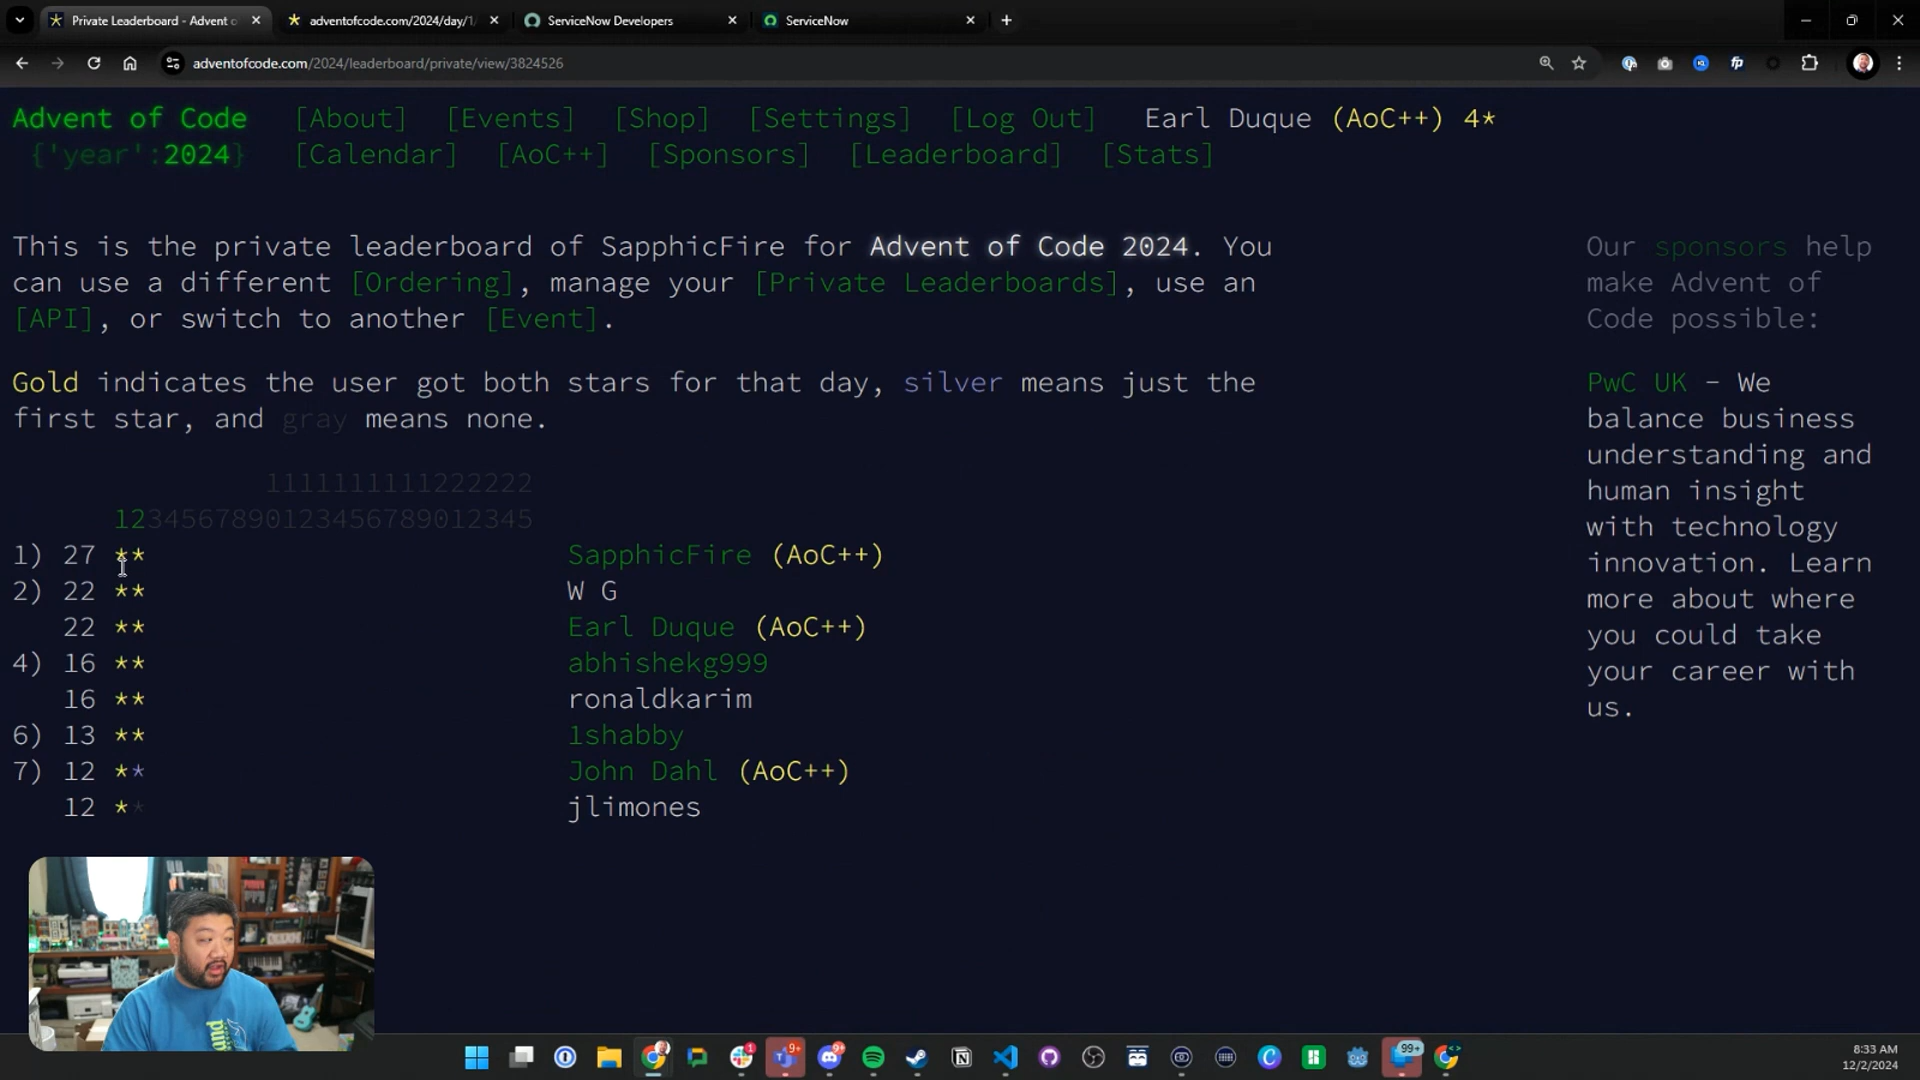 Private Leaderboard - Advent o
adventofcode.com/2024/day/1/
ServiceNow Developers
ServiceNow
adventofcode.com/2024/leaderboard/private/view/3824526
Advent of Code [About] [Events] [Shop] [Settings] [Log Out] Earl Duque (AoC++) 4*
{'year':2024} [Calendar] [AoC++] [Sponsors] [Leaderboard] [Stats]
This is the private leaderboard of SapphicFire for Advent of Code 2024. You
can use a different [Ordering], manage your [Private Leaderboards], use an
[API], or switch to another [Event].
Gold indicates the user got both stars for that day, silver means just the
first star, and gray means none.
1111111111222222
1234567890123456789012345
1) 27 ** SapphicFire (AoC++)
2) 22 ** W G
22 ** Earl Duque (AoC++)
4) 16 ** abhishekg999
16 ** ronaldkarim
6) 13 ** 1shabby
7) 12 ** John Dahl (AoC++)
12 ** jlimones
Our sponsors help
make Advent of
Code possible:
PwC UK - We
balance business
understanding and
human insight
with technology
innovation. Learn
more about where
you could take
your career with
us.
8:33 AM
12/2/2024